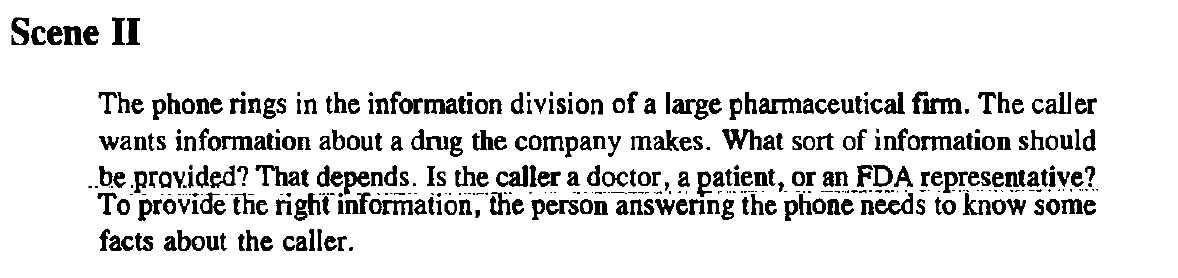 Scene II
The phone rings in the information division of a large pharmaceutical firm. The caller
wants information about a drug the company makes. What sort of information should
be provided? That depends. Is the caller a doctor, a patient, or an FDA representative?
To provide the right information, the person answering the phone needs to know some
facts about the caller.